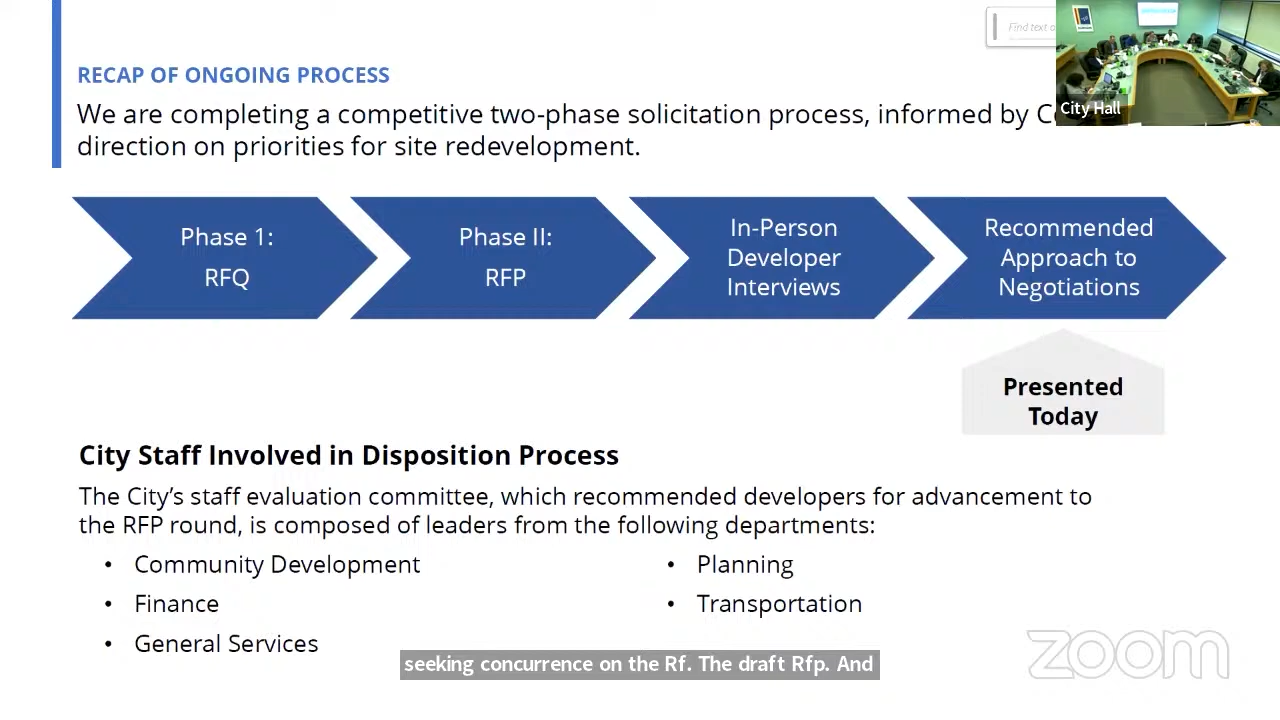 Find text o
RECAP OF ONGOING PROCESS
We are completing a competitive two-phase solicitation process, informed by C
direction on priorities for site redevelopment.
City Hall
Phase 1:
RFQ
Phase II:
RFP
In-Person
Developer
Interviews
Recommended
Approach to
Negotiations
Presented
Today
City Staff Involved in Disposition Process
The City’s staff evaluation committee, which recommended developers for advancement to
the RFP round, is composed of leaders from the following departments:
• Community Development
• Finance
• General Services
• Planning
• Transportation
seeking concurrence on the Rf. The draft Rfp. And
zoom